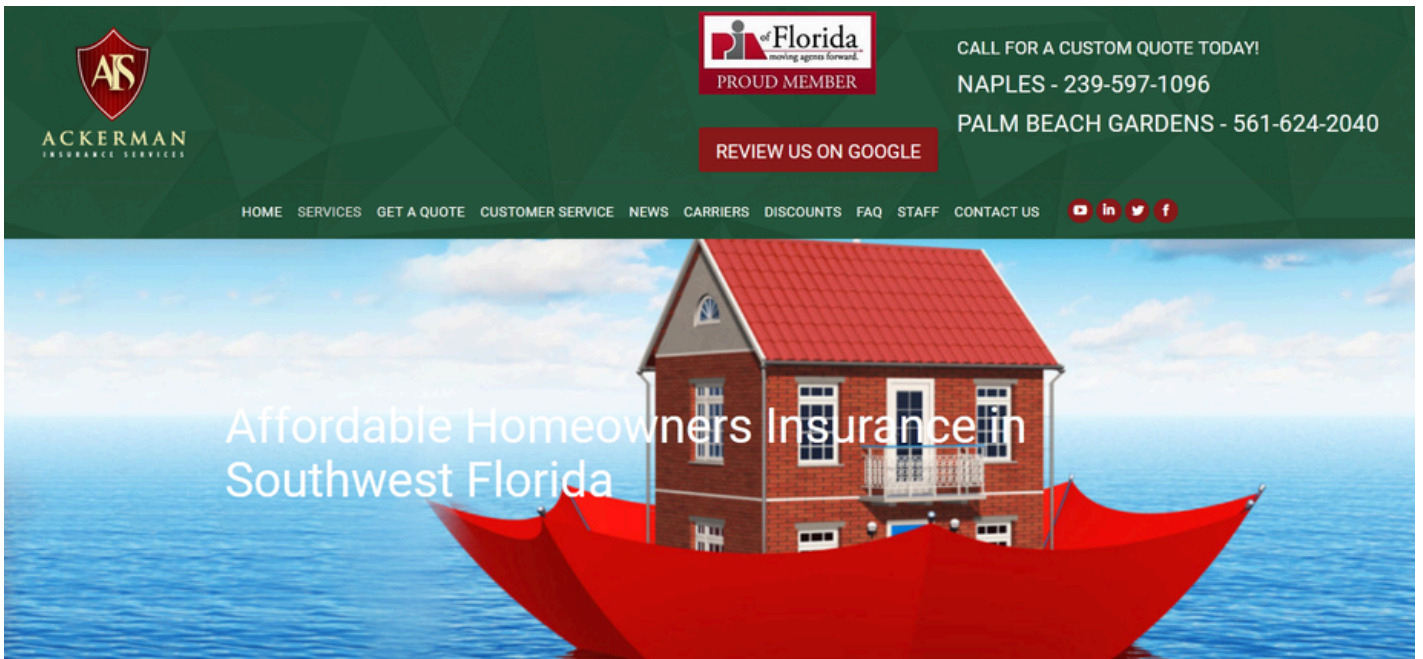 AIS
ACKERMAN
INSURANCE SERVICES
PIA of Florida
moving agents forward.
PROUD MEMBER
REVIEW US ON GOOGLE
CALL FOR A CUSTOM QUOTE TODAY!
NAPLES - 239-597-1096
PALM BEACH GARDENS - 561-624-2040
HOME SERVICES GET A QUOTE CUSTOMER SERVICE NEWS CARRIERS DISCOUNTS FAQ STAFF CONTACT US
in f
Affordable Homeowners Insurance in
Southwest Florida